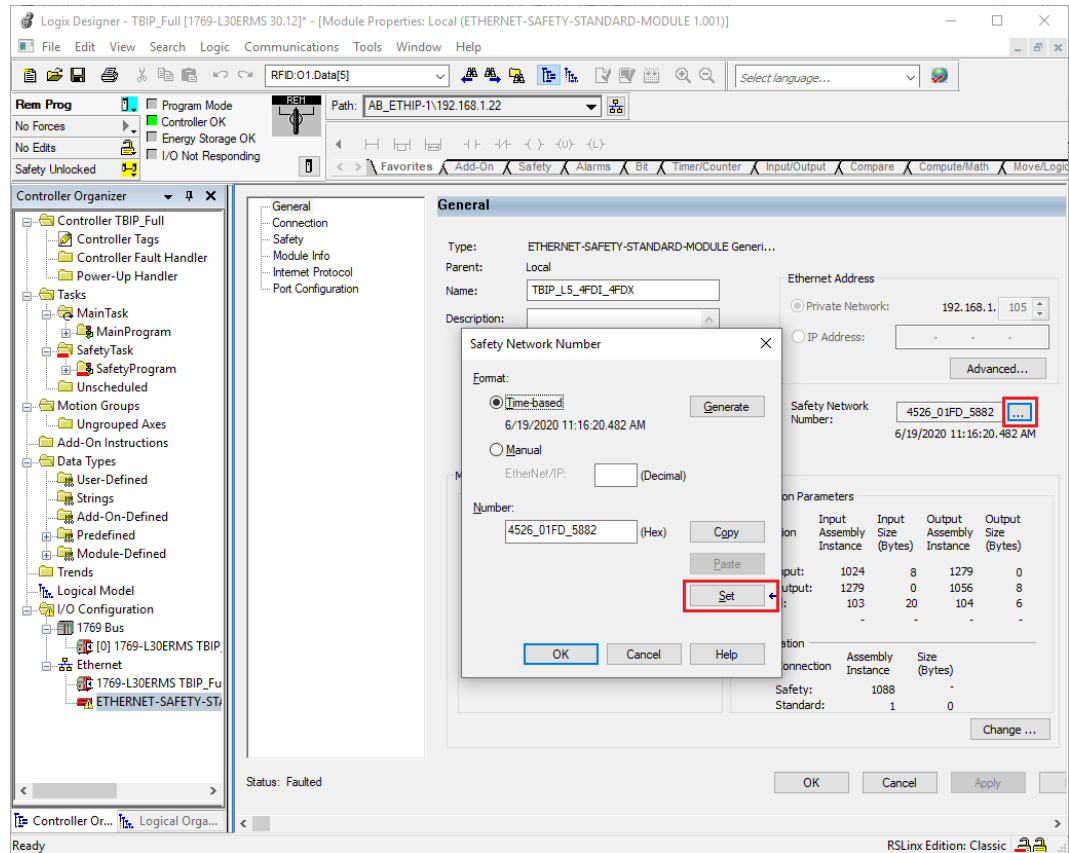 Logix Designer - TBIP_Full [1769-L30ERMS 30.12]* - [Module Properties: Local (ETHERNET-SAFETY-STANDARD-MODULE 1.001)]
File Edit View Search Logic Communications Tools Window Help
RFID:O1.Data[5]
Select language...
Rem Prog
No Forces
No Edits
Safety Unlocked
Program Mode
Controller OK
Energy Storage OK
I/O Not Responding
REM
Path: AB_ETHIP-1\192.168.1.22
Favorites Add-On Safety Alarms Bit Timer/Counter Input/Output Compare Compute/Math Move/Logic
Controller Organizer
Controller TBIP_Full
Controller Tags
Controller Fault Handler
Power-Up Handler
Tasks
MainTask
MainProgram
SafetyTask
SafetyProgram
Unscheduled
Motion Groups
Ungrouped Axes
Add-On Instructions
Data Types
User-Defined
Strings
Add-On-Defined
Predefined
Module-Defined
Trends
Logical Model
I/O Configuration
1769 Bus
[0] 1769-L30ERMS TBIP_
Ethernet
1769-L30ERMS TBIP_Fu
ETHERNET-SAFETY-STA
Controller Or... Logical Orga...
General
Connection
Safety
Module Info
Internet Protocol
Port Configuration
General
Type: ETHERNET-SAFETY-STANDARD-MODULE Generi...
Parent: Local
Name: TBIP_L5_4FDI_4FDX
Description:
Ethernet Address
Private Network: 192.168.1. 105
IP Address:
Advanced...
Safety Network Number: 4526_01FD_5882 ...
6/19/2020 11:16:20.482 AM
Safety Network Number
Format:
Time-based
Generate
6/19/2020 11:16:20.482 AM
Manual
EtherNet/IP: (Decimal)
Number:
4526_01FD_5882 (Hex)
Copy
Paste
Set
OK Cancel Help
M
on Parameters
ion Input Assembly Instance Input Size (Bytes) Output Assembly Instance Output Size (Bytes)
put: 1024 8 1279 0
utput: 1279 0 1056 8
: 103 20 104 6
- - - -
ation
onnection Assembly Instance Size (Bytes)
Safety: 1088 -
Standard: 1 0
Change ...
Status: Faulted
OK Cancel Apply
Ready
RSLinx Edition: Classic